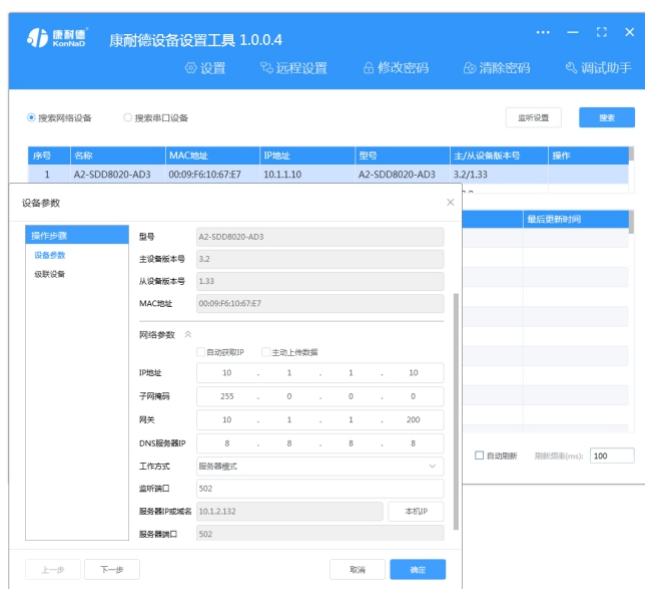 康耐德
KonNaD
康耐德设备设置工具 1.0.0.4
设置 远程设置 修改密码 清除密码 调试助手
搜索网络设备 搜索串口设备 监听设置 搜索
序号 名称 MAC地址 IP地址 型号 主/从设备版本号 操作
1 A2-SDD8020-AD3 00:09:F6:10:67:E7 10.1.1.10 A2-SDD8020-AD3 3.2/1.33
设备参数
最后更新时间
操作步骤
设备参数
级联设备
型号 A2-SDD8020-AD3
主设备版本号 3.2
从设备版本号 1.33
MAC地址 00:09:F6:10:67:E7
网络参数
自动获取IP 主动上传数据
IP地址 10 . 1 . 1 . 10
子网掩码 255 . 0 . 0 . 0
网关 10 . 1 . 1 . 200
DNS服务器IP 8 . 8 . 8 . 8
工作方式 服务器模式
自动刷新 刷新频率(ms): 100
监听端口 502
服务器IP或域名 10.1.2.132 本机IP
服务器端口 502
上一步 下一步 取消 确定